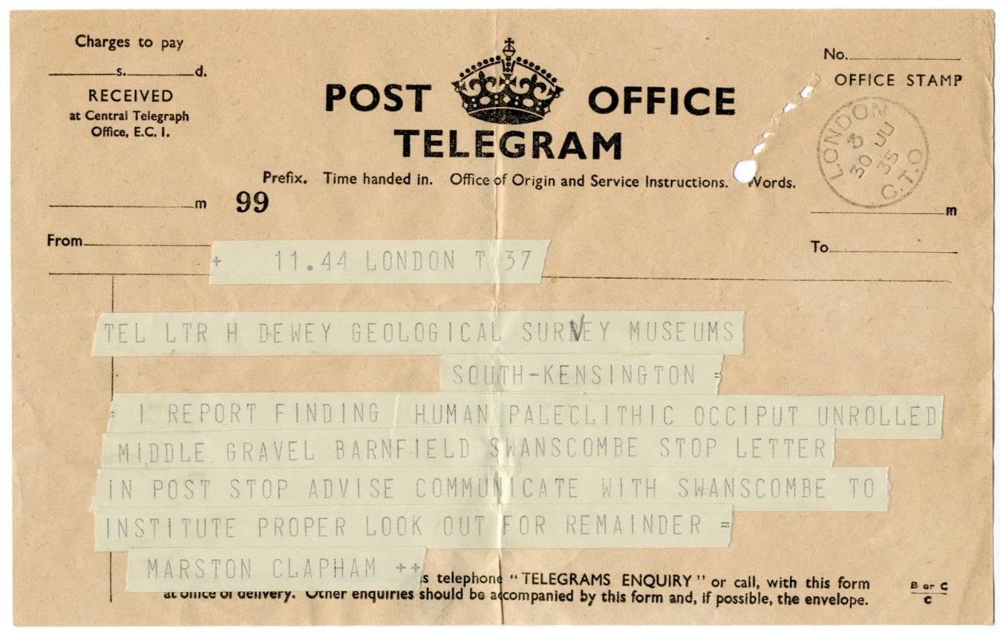 Charges to pay
s. d.
RECEIVED
at Central Telegraph
Office, E.C. 1.
POST OFFICE
TELEGRAM
No.
OFFICE STAMP
LONDON
30 JU
35
C.T.O
Prefix. Time handed in. Office of Origin and Service Instructions. Words.
m
99
m
From
To
+ 11.44 LONDON T 37
TEL LTR H DEWEY GEOLOGICAL SURVEY MUSEUMS
SOUTH-KENSINGTON =
= I REPORT FINDING HUMAN PALECLITHIC OCCIPUT UNROLLED
MIDDLE GRAVEL BARNFIELD SWANSCOMBE STOP LETTER
IN POST STOP ADVISE COMMUNICATE WITH SWANSCOMBE TO
INSTITUTE PROPER LOOK OUT FOR REMAINDER =
MARSTON CLAPHAM ++
telephone "TELEGRAMS ENQUIRY" or call, with this form
at office of delivery. Other enquiries should be accompanied by this form and, if possible, the envelope.
B or C
C